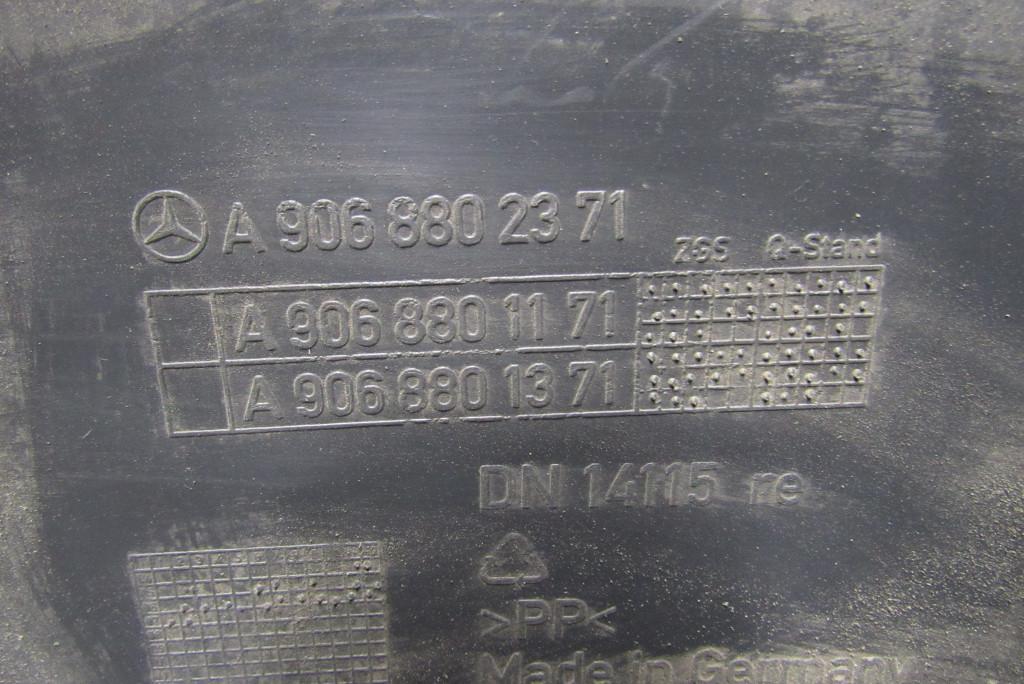 A 906 880 23 71
ZGS Q-Stand
A 906 880 11 71
A 906 880 13 71
DN 14115 re
>PP<
Made in Germany